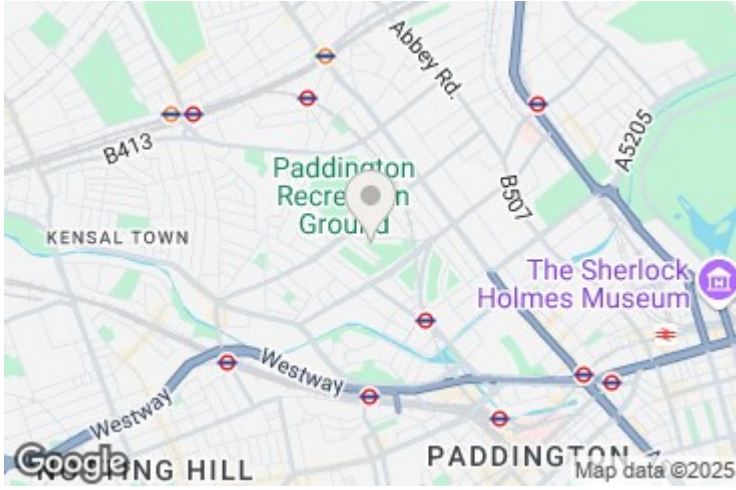 Abbey Rd.
B413
A5205
Paddington
Recreation
Ground
B507
KENSAL TOWN
The Sherlock
Holmes Museum
Westway
Westway
PADDINGTON
Google
NOTTING HILL
Map data ©2025